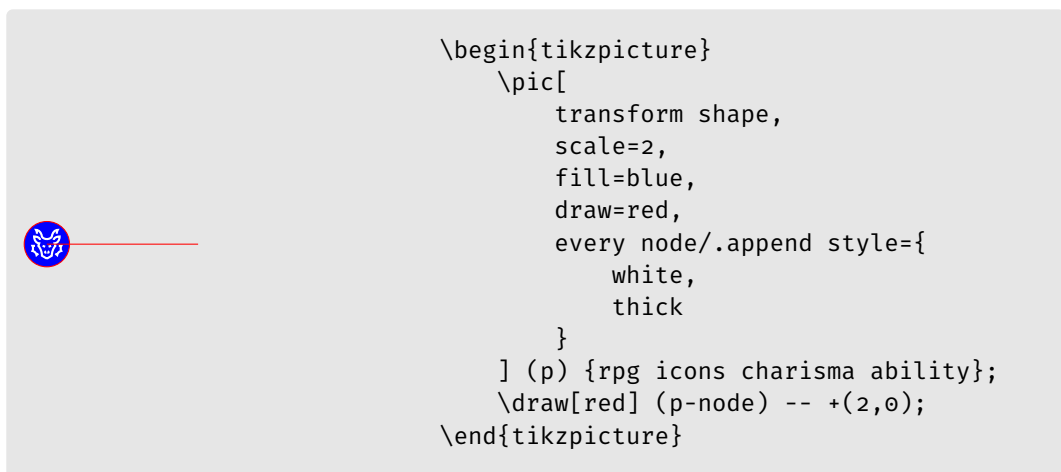 \begin{tikzpicture}
    \pic[
        transform shape,
        scale=2,
        fill=blue,
        draw=red,
        every node/.append style={
            white,
            thick
        }
    ] (p) {rpg icons charisma ability};
    \draw[red] (p-node) -- +(2,0);
\end{tikzpicture}